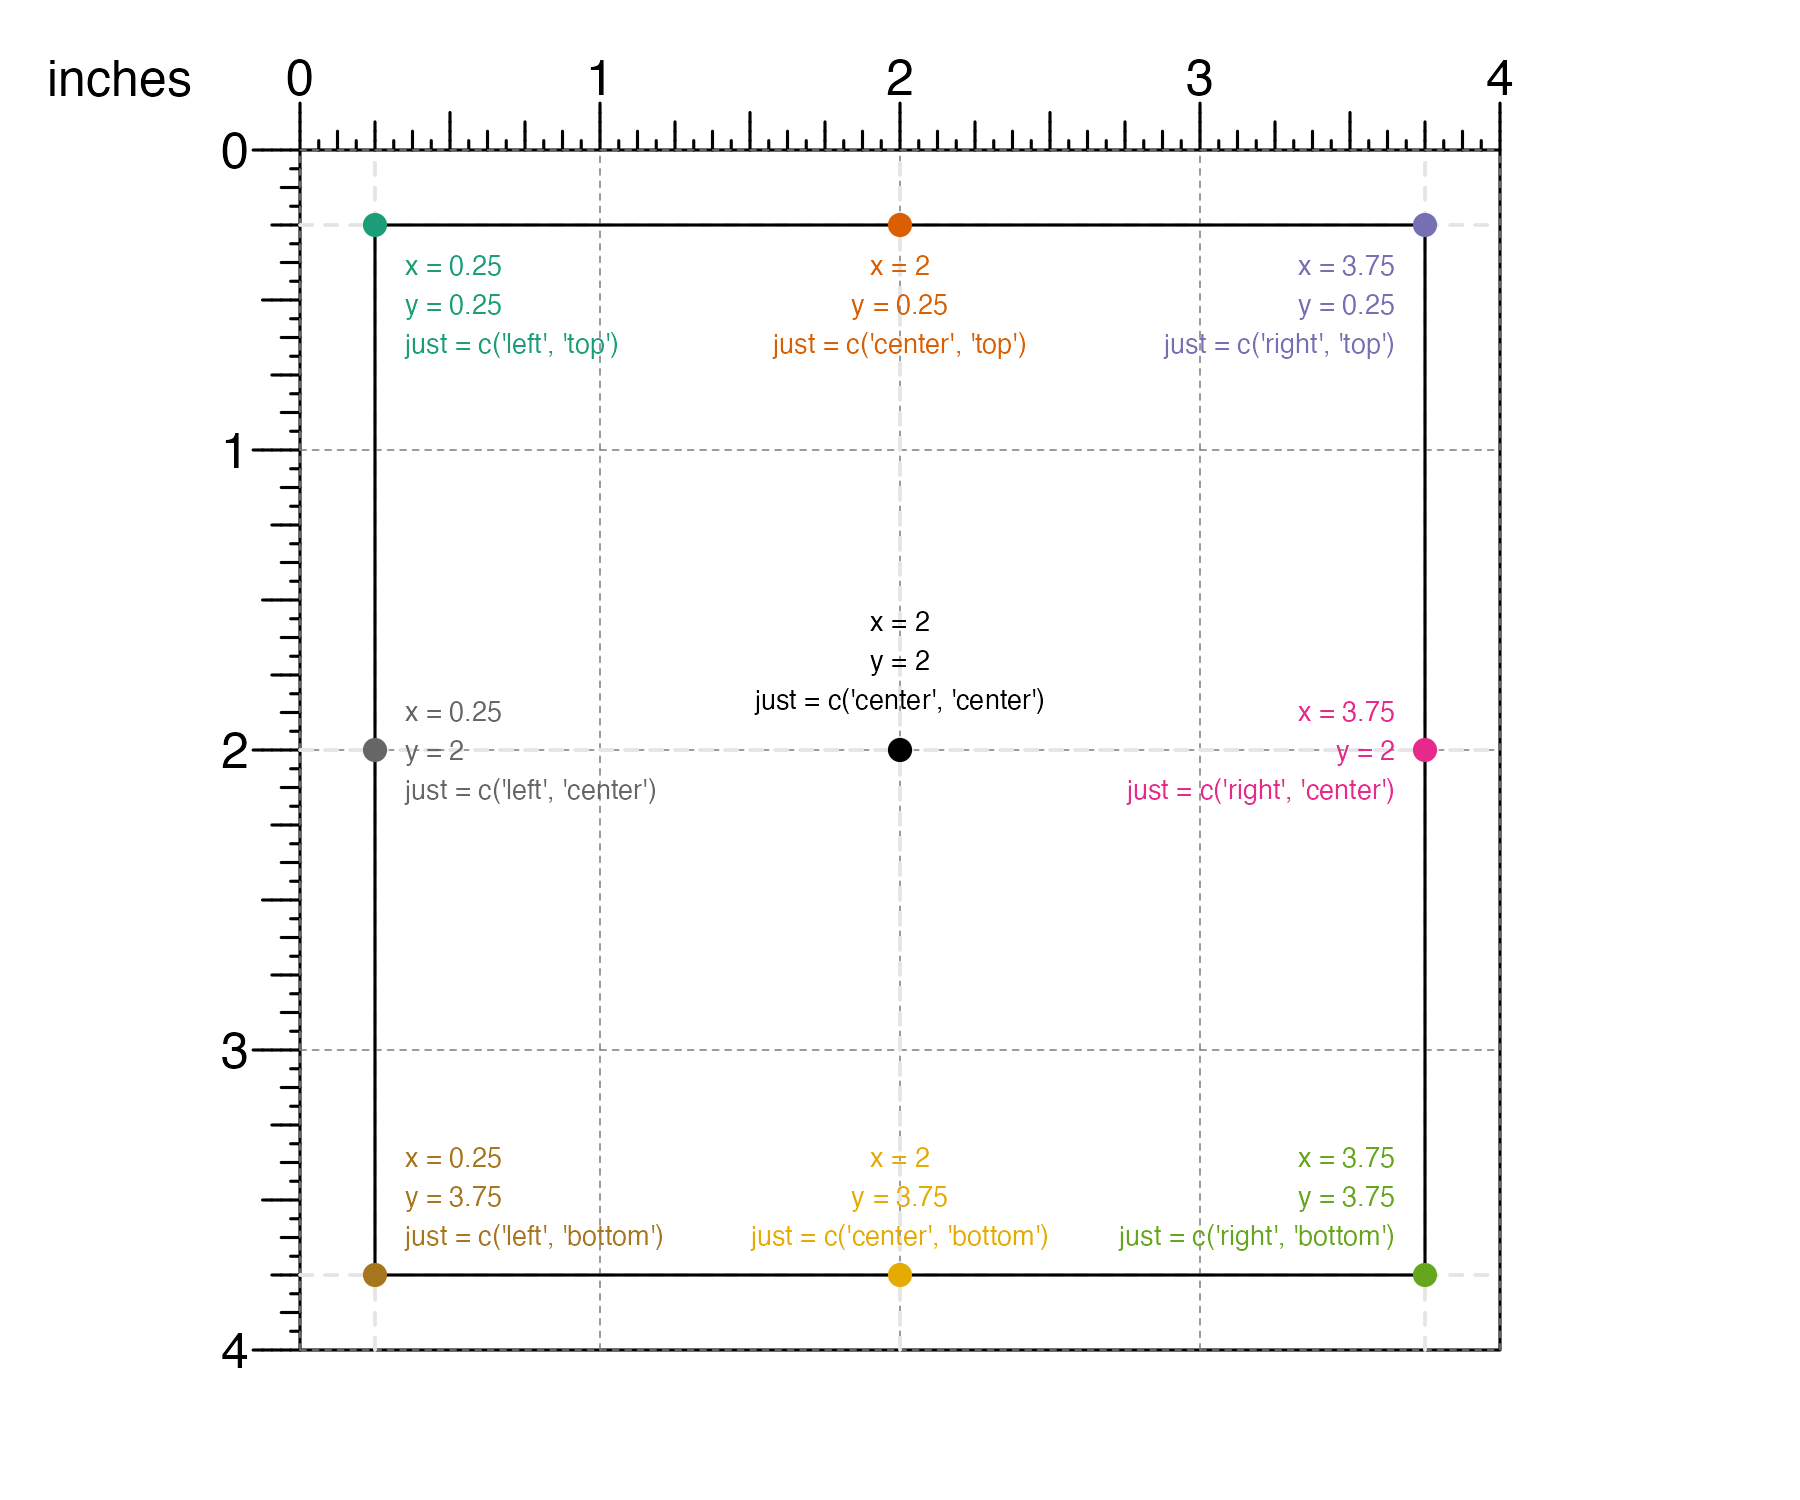 inches 0 1 2 3 4
0
x = 0.25
y = 0.25
just = c('left', 'top')
x = 2
y = 0.25
just = c('center', 'top')
x = 3.75
y = 0.25
just = c('right', 'top')
1
x = 2
y = 2
just = c('center', 'center')
2
x = 0.25
y = 2
just = c('left', 'center')
x = 3.75
y = 2
just = c('right', 'center')
3
x = 0.25
y = 3.75
just = c('left', 'bottom')
x = 2
y = 3.75
just = c('center', 'bottom')
x = 3.75
y = 3.75
just = c('right', 'bottom')
4